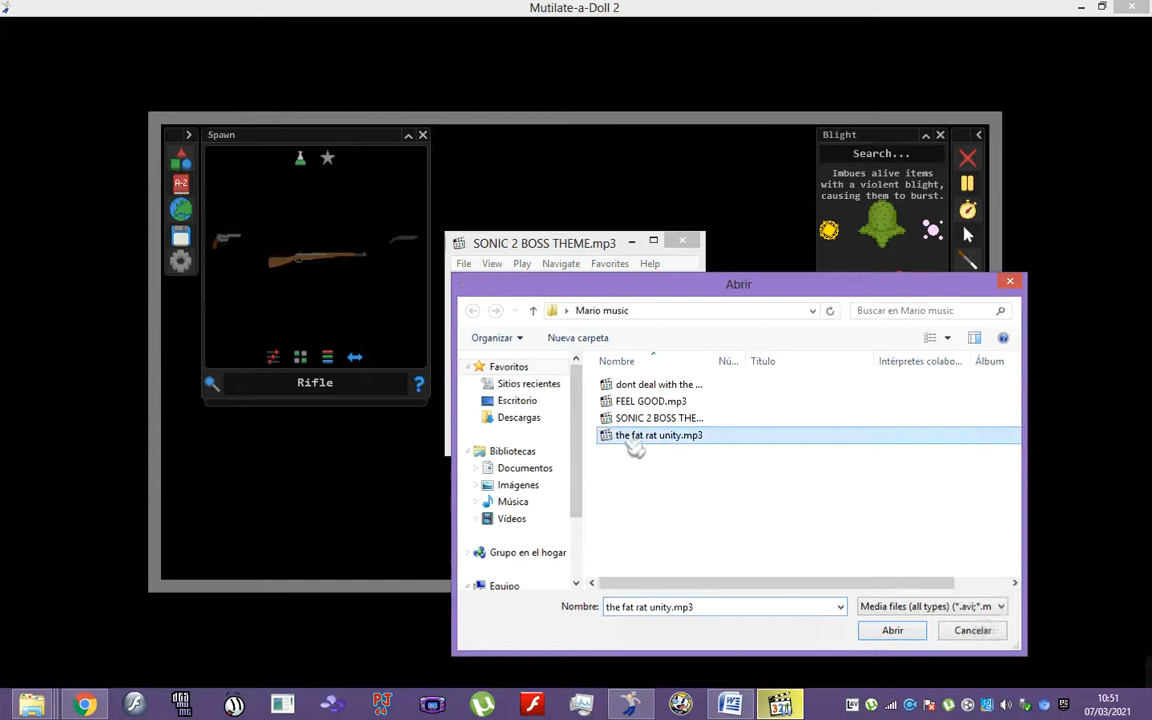 Mutilate-a-Doll 2
Spawn
Rifle
?
A-Z
Blight
Search...
Imbues alive items
with a violent blight,
causing them to burst.
SONIC 2 BOSS THEME.mp3
File View Play Navigate Favorites Help
Abrir
Mario music
Buscar en Mario music
Organizar
Nueva carpeta
Favoritos
Sitios recientes
Escritorio
Descargas
Bibliotecas
Documentos
Imágenes
Música
Vídeos
Grupo en el hogar
Equipo
Nombre Nú... Título Intérpretes colabo... Álbum
dont deal with the ...
FEEL GOOD.mp3
SONIC 2 BOSS THE...
the fat rat unity.mp3
Nombre: the fat rat unity.mp3
Media files (all types) (*.avi;*.m
Abrir
Cancelar
321
10:51
07/03/2021